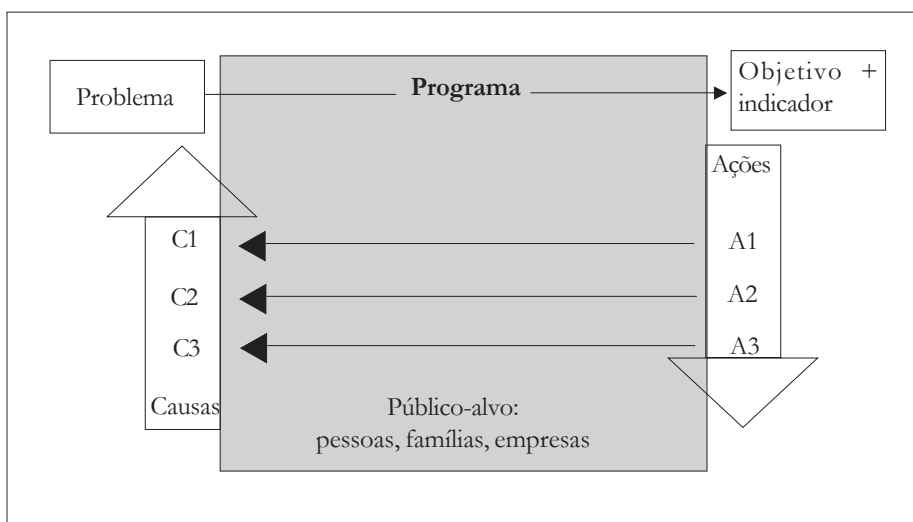 Problema
Programa
Objetivo +
indicador
Ações
C1
A1
C2
A2
C3
A3
Causas
Público-alvo:
pessoas, famílias, empresas